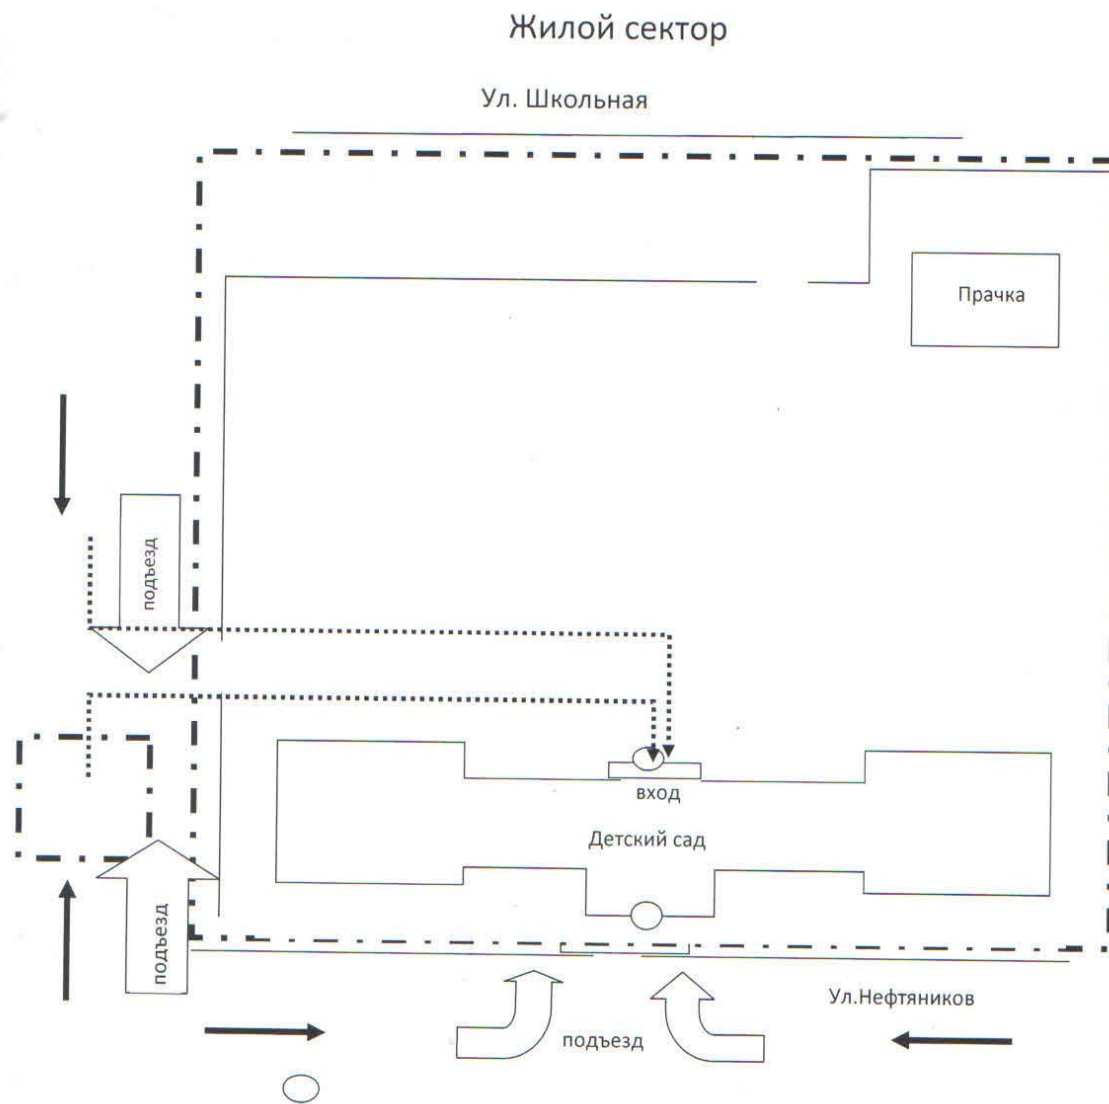 Жилой сектор
Ул. Школьная
Прачка
подъезд
вход
Детский сад
подъезд
Ул.Нефтяников
подъезд